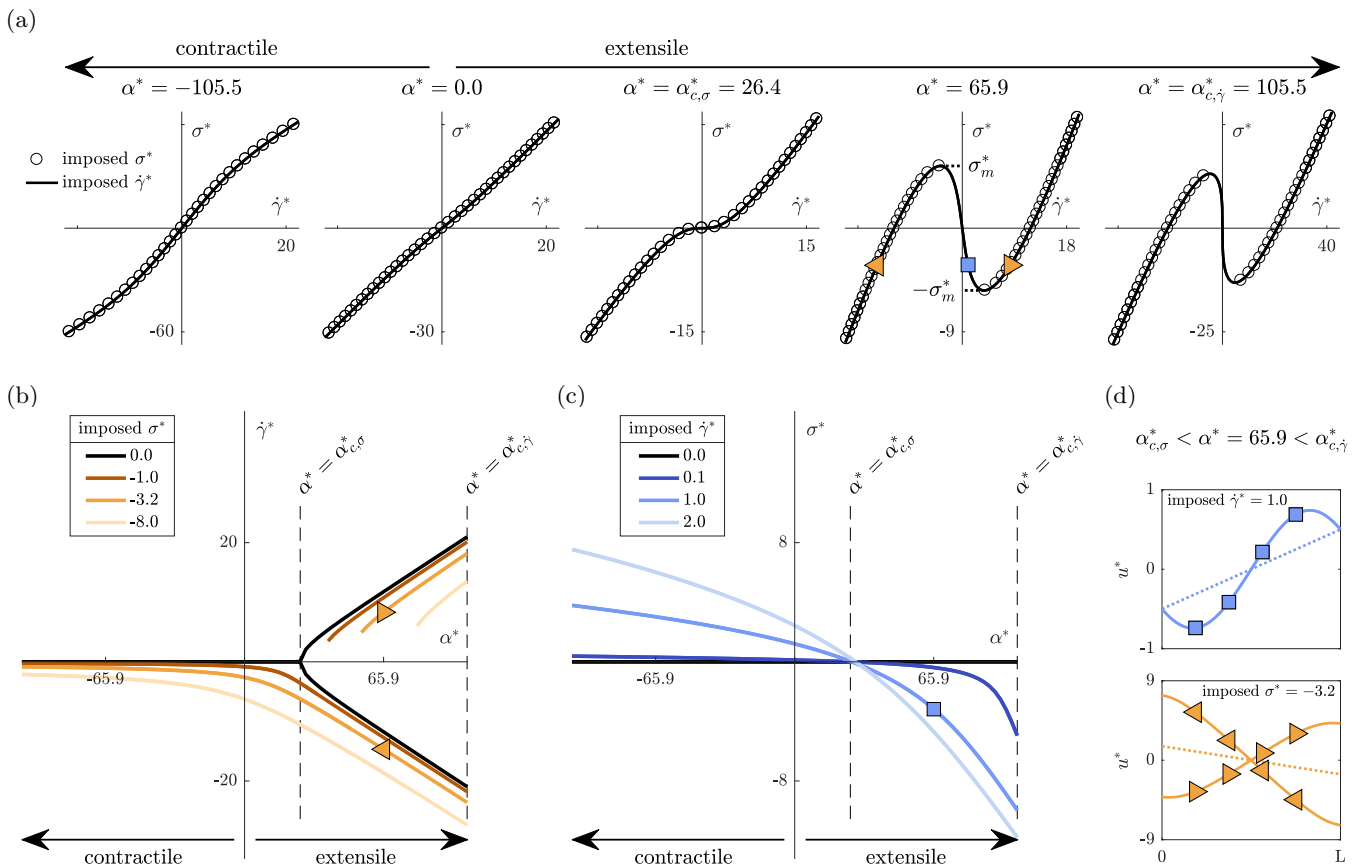 (a)
contractile
extensile
α* = −105.5
α* = 0.0
α* = α*_{c,σ} = 26.4
α* = 65.9
α* = α*_{c,γ̇} = 105.5
σ*
σ*
σ*
σ*
σ*
imposed σ*
imposed γ̇*
σ*_m
−σ*_m
γ̇*
γ̇*
γ̇*
γ̇*
γ̇*
20
20
15
18
40
-60
-30
-15
-9
-25
(b)
imposed σ*
0.0
-1.0
-3.2
-8.0
γ̇*
α* = α*_{c,σ}
α* = α*_{c,γ̇}
20
α*
-65.9
65.9
-20
contractile
extensile
(c)
imposed γ̇*
0.0
0.1
1.0
2.0
σ*
α* = α*_{c,σ}
α* = α*_{c,γ̇}
8
α*
-65.9
65.9
-8
contractile
extensile
(d)
α*_{c,σ} < α* = 65.9 < α*_{c,γ̇}
imposed γ̇* = 1.0
1
0
-1
u*
imposed σ* = −3.2
9
0
-9
u*
0
L